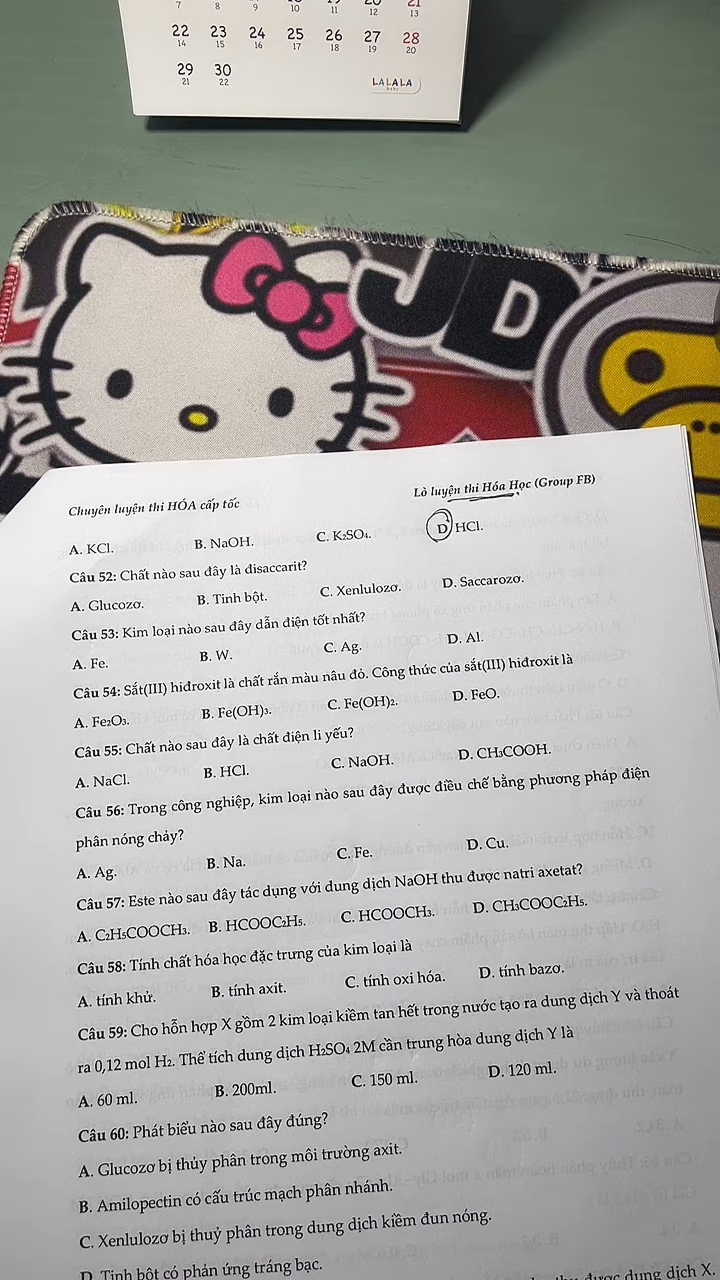 7 8 9 10 11 12 13
22 23 24 25 26 27 28
14 15 16 17 18 19 20
29 30
21 22
LALALA
baby
JD
Chuyên luyện thi HÓA cấp tốc Lò luyện thi Hóa Học (Group FB)
A. KCl. B. NaOH. C. K₂SO₄. D. HCl.
Câu 52: Chất nào sau đây là disaccarit?
A. Glucozơ. B. Tinh bột. C. Xenlulozơ. D. Saccarozơ.
Câu 53: Kim loại nào sau đây dẫn điện tốt nhất?
A. Fe. B. W. C. Ag. D. Al.
Câu 54: Sắt(III) hiđroxit là chất rắn màu nâu đỏ. Công thức của sắt(III) hiđroxit là
A. Fe₂O₃. B. Fe(OH)₃. C. Fe(OH)₂. D. FeO.
Câu 55: Chất nào sau đây là chất điện li yếu?
A. NaCl. B. HCl. C. NaOH. D. CH₃COOH.
Câu 56: Trong công nghiệp, kim loại nào sau đây được điều chế bằng phương pháp điện
phân nóng chảy?
A. Ag. B. Na. C. Fe. D. Cu.
Câu 57: Este nào sau đây tác dụng với dung dịch NaOH thu được natri axetat?
A. C₂H₅COOCH₃. B. HCOOC₂H₅. C. HCOOCH₃. D. CH₃COOC₂H₅.
Câu 58: Tính chất hóa học đặc trưng của kim loại là
A. tính khử. B. tính axit. C. tính oxi hóa. D. tính bazơ.
Câu 59: Cho hỗn hợp X gồm 2 kim loại kiềm tan hết trong nước tạo ra dung dịch Y và thoát
ra 0,12 mol H₂. Thể tích dung dịch H₂SO₄ 2M cần trung hòa dung dịch Y là
A. 60 ml. B. 200ml. C. 150 ml. D. 120 ml.
Câu 60: Phát biểu nào sau đây đúng?
A. Glucozơ bị thủy phân trong môi trường axit.
B. Amilopectin có cấu trúc mạch phân nhánh.
C. Xenlulozơ bị thuỷ phân trong dung dịch kiềm đun nóng.
D. Tinh bột có phản ứng tráng bạc.
được dung dịch X.